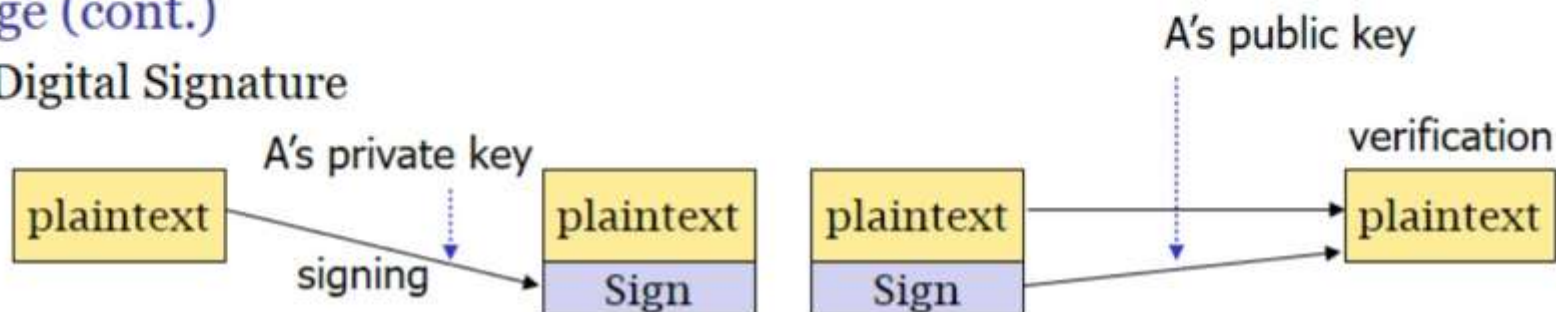 ge (cont.)
Digital Signature
A's public key
A's private key
verification
plaintext
plaintext
plaintext
plaintext
signing
Sign
Sign